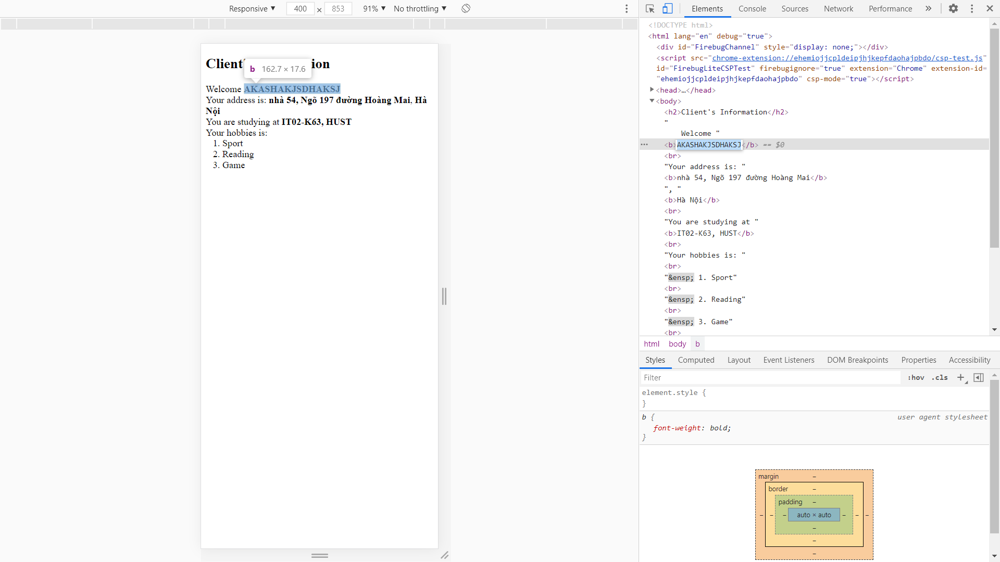 Responsive ▼ 400 × 853 91% ▼ No throttling ▼
Client'
ion
b 162.7 × 17.6
Welcome AKASHAKJSDHAKSJ
Your address is: nhà 54, Ngõ 197 đường Hoàng Mai, Hà
Nội
You are studying at IT02-K63, HUST
Your hobbies is:
1. Sport
2. Reading
3. Game
Elements Console Sources Network Performance »
<!DOCTYPE html>
<html lang="en" debug="true">
<div id="FirebugChannel" style="display: none;"></div>
<script src="chrome-extension://ehemiojjcpldeipjhjkepfdaohajpbdo/csp-test.js"
id="FirebugLiteCSPTest" firebugignore="true" extension="Chrome" extension-id=
"ehemiojjcpldeipjhjkepfdaohajpbdo" csp-mode="true"></script>
<head>…</head>
<body>
<h2>Client's Information</h2>
"
Welcome "
<b>AKASHAKJSDHAKSJ</b> == $0
<br>
"Your address is: "
<b>nhà 54, Ngõ 197 đường Hoàng Mai</b>
", "
<b>Hà Nội</b>
<br>
"You are studying at "
<b>IT02-K63, HUST</b>
<br>
"Your hobbies is: "
<br>
"&ensp; 1. Sport"
<br>
"&ensp; 2. Reading"
<br>
"&ensp; 3. Game"
<br>
html body b
Styles Computed Layout Event Listeners DOM Breakpoints Properties Accessibility
Filter :hov .cls +
element.style {
}
b { user agent stylesheet
font-weight: bold;
}
margin –
border –
padding –
– – – auto × auto – – –
–
–
–